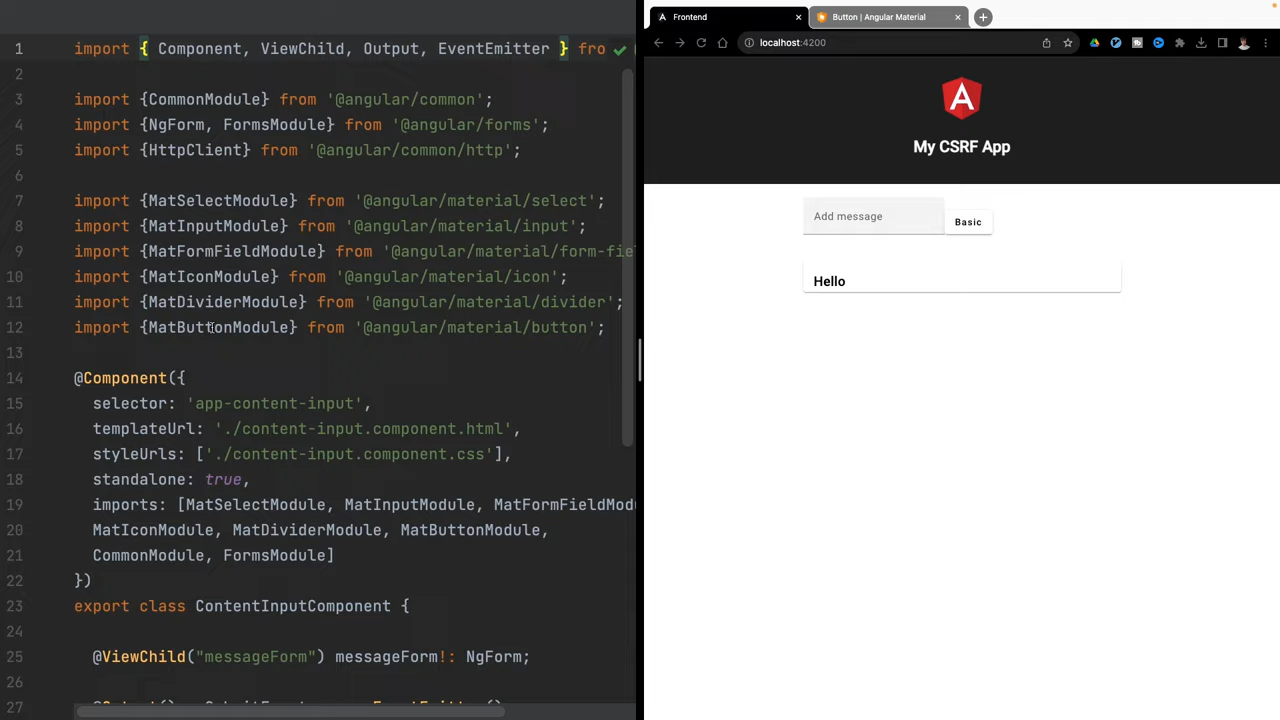 1 import { Component, ViewChild, Output, EventEmitter } fro
2
3 import {CommonModule} from '@angular/common';
4 import {NgForm, FormsModule} from '@angular/forms';
5 import {HttpClient} from '@angular/common/http';
6
7 import {MatSelectModule} from '@angular/material/select';
8 import {MatInputModule} from '@angular/material/input';
9 import {MatFormFieldModule} from '@angular/material/form-fie
10 import {MatIconModule} from '@angular/material/icon';
11 import {MatDividerModule} from '@angular/material/divider';
12 import {MatButtonModule} from '@angular/material/button';
13
14 @Component({
15 selector: 'app-content-input',
16 templateUrl: './content-input.component.html',
17 styleUrls: ['./content-input.component.css'],
18 standalone: true,
19 imports: [MatSelectModule, MatInputModule, MatFormFieldModu
20 MatIconModule, MatDividerModule, MatButtonModule,
21 CommonModule, FormsModule]
22 })
23 export class ContentInputComponent {
24
25 @ViewChild("messageForm") messageForm!: NgForm;
26
27
Frontend
Button | Angular Material
localhost:4200
A
My CSRF App
Add message
Basic
Hello